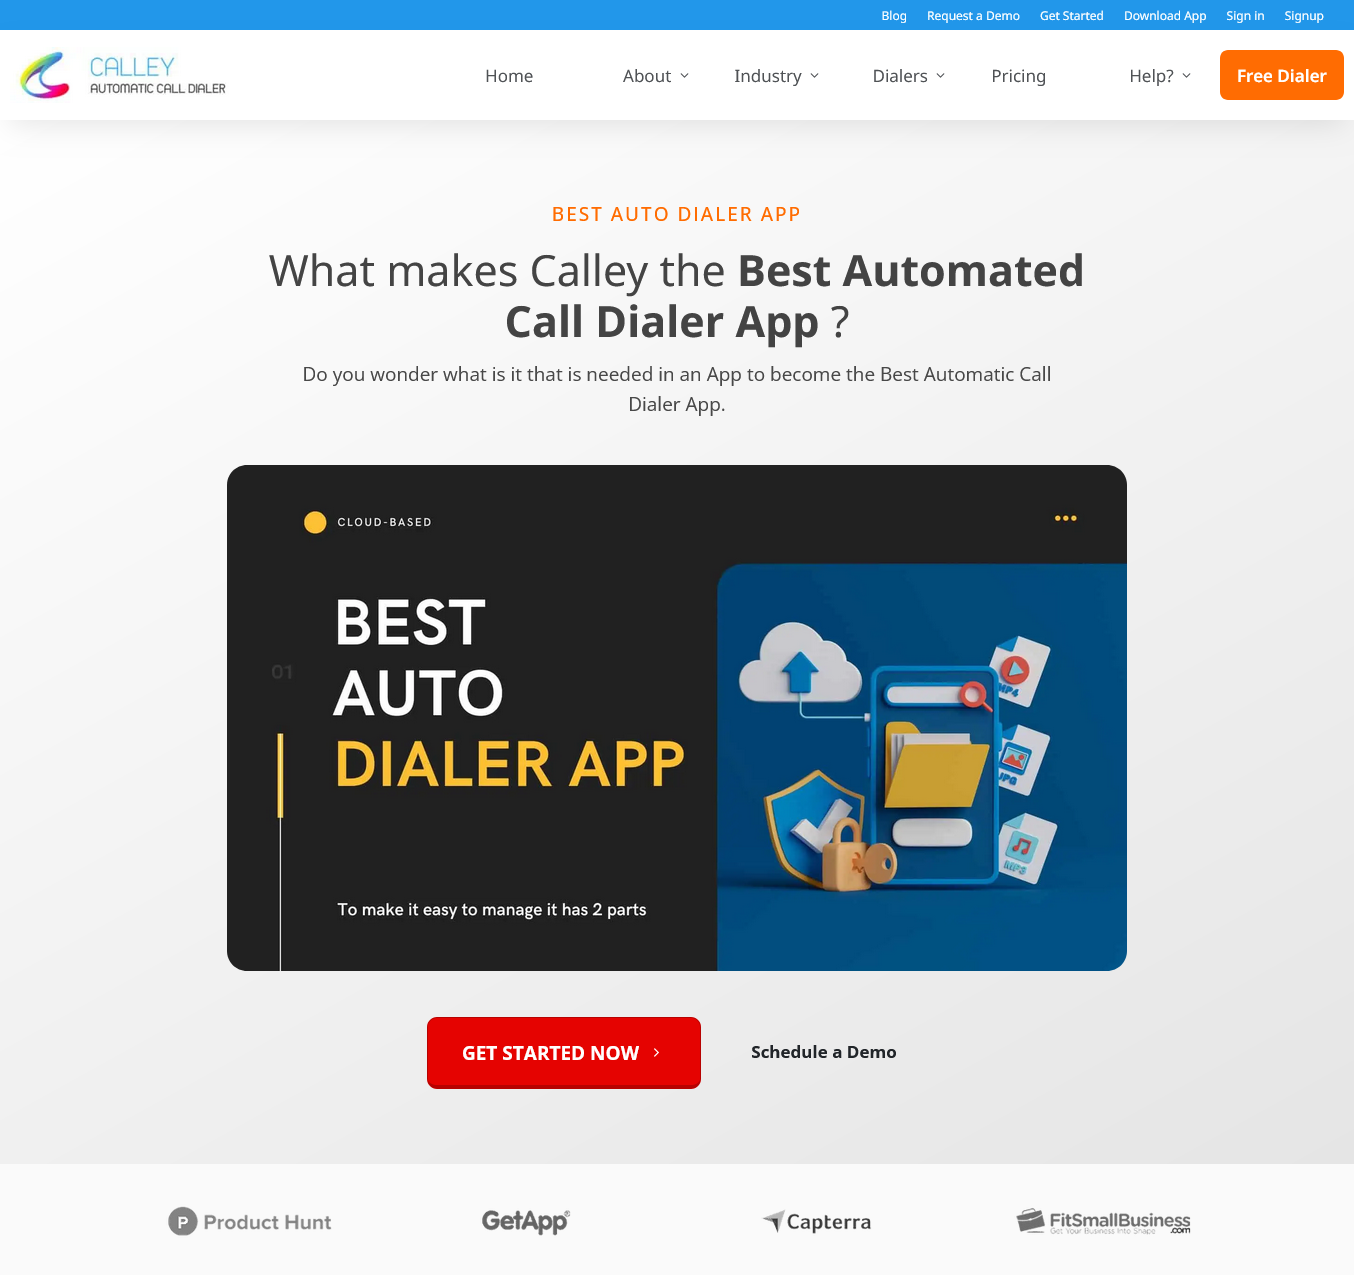 Blog Request a Demo Get Started Download App Sign in Signup
CALLEY
AUTOMATIC CALL DIALER
Home About Industry Dialers Pricing Help? Free Dialer
BEST AUTO DIALER APP
What makes Calley the Best Automated
Call Dialer App ?
Do you wonder what is it that is needed in an App to become the Best Automatic Call
Dialer App.
CLOUD-BASED
01
BEST
AUTO
DIALER APP
To make it easy to manage it has 2 parts
MP4
JPG
MP3
GET STARTED NOW
Schedule a Demo
P Product Hunt
GetApp®
Capterra
FitSmallBusiness
Get Your Business Into Shape .com